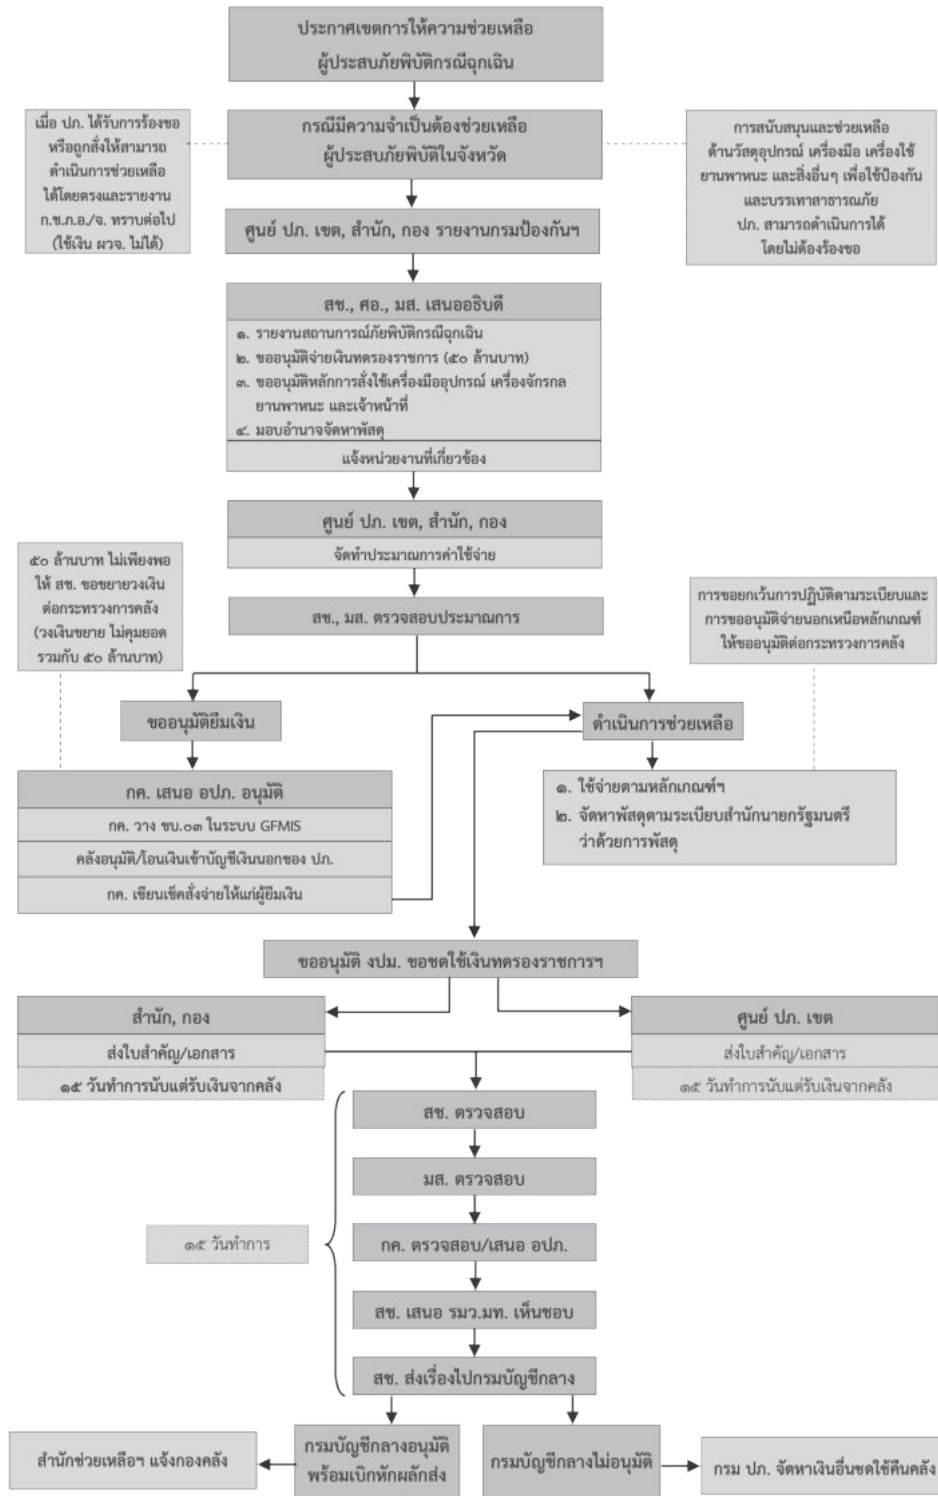 ประกาศเขตการให้ความช่วยเหลือ
ผู้ประสบภัยพิบัติกรณีฉุกเฉิน
เมื่อ ปภ. ได้รับการร้องขอ
หรือถูกสั่งให้สามารถ
ดำเนินการช่วยเหลือ
ได้โดยตรงและรายงาน
ก.ช.ภ.อ./จ. ทราบต่อไป
(ใช้เงิน ผวจ. ไม่ได้)
กรณีมีความจำเป็นต้องช่วยเหลือ
ผู้ประสบภัยพิบัติในจังหวัด
การสนับสนุนและช่วยเหลือ
ด้านวัสดุอุปกรณ์ เครื่องมือ เครื่องใช้
ยานพาหนะ และสิ่งอื่นๆ เพื่อใช้ป้องกัน
และบรรเทาสาธารณภัย
ปภ. สามารถดำเนินการได้
โดยไม่ต้องร้องขอ
ศูนย์ ปภ. เขต, สำนัก, กอง รายงานกรมป้องกันฯ
สช., ศอ., มส. เสนออธิบดี
๑. รายงานสถานการณ์ภัยพิบัติกรณีฉุกเฉิน
๒. ขออนุมัติจ่ายเงินทดรองราชการ (๕๐ ล้านบาท)
๓. ขออนุมัติหลักการสั่งใช้เครื่องมืออุปกรณ์ เครื่องจักรกล
ยานพาหนะ และเจ้าหน้าที่
๔. มอบอำนาจจัดหาพัสดุ
แจ้งหน่วยงานที่เกี่ยวข้อง
ศูนย์ ปภ. เขต, สำนัก, กอง
จัดทำประมาณการค่าใช้จ่าย
๕๐ ล้านบาท ไม่เพียงพอ
ให้ สช. ขอขยายวงเงิน
ต่อกระทรวงการคลัง
(วงเงินขยาย ไม่คุมยอด
รวมกับ ๕๐ ล้านบาท)
สช., มส. ตรวจสอบประมาณการ
การขอยกเว้นการปฏิบัติตามระเบียบและ
การขออนุมัติจ่ายนอกเหนือหลักเกณฑ์
ให้ขออนุมัติต่อกระทรวงการคลัง
ขออนุมัติยืมเงิน
ดำเนินการช่วยเหลือ
กค. เสนอ อปภ. อนุมัติ
กค. วาง ขบ.๐๓ ในระบบ GFMIS
คลังอนุมัติ/โอนเงินเข้าบัญชีเงินนอกของ ปภ.
กค. เขียนเช็คสั่งจ่ายให้แก่ผู้ยืมเงิน
๑. ใช้จ่ายตามหลักเกณฑ์ฯ
๒. จัดหาพัสดุตามระเบียบสำนักนายกรัฐมนตรี
ว่าด้วยการพัสดุ
ขออนุมัติ งปม. ขอชดใช้เงินทดรองราชการฯ
สำนัก, กอง
ส่งใบสำคัญ/เอกสาร
๑๕ วันทำการนับแต่รับเงินจากคลัง
ศูนย์ ปภ. เขต
ส่งใบสำคัญ/เอกสาร
๑๕ วันทำการนับแต่รับเงินจากคลัง
สช. ตรวจสอบ
มส. ตรวจสอบ
๑๕ วันทำการ
กค. ตรวจสอบ/เสนอ อปภ.
สช. เสนอ รมว.มท. เห็นชอบ
สช. ส่งเรื่องไปกรมบัญชีกลาง
สำนักช่วยเหลือฯ แจ้งกองคลัง
กรมบัญชีกลางอนุมัติ
พร้อมเบิกหักผลักส่ง
กรมบัญชีกลางไม่อนุมัติ
กรม ปภ. จัดหาเงินอื่นชดใช้คืนคลัง